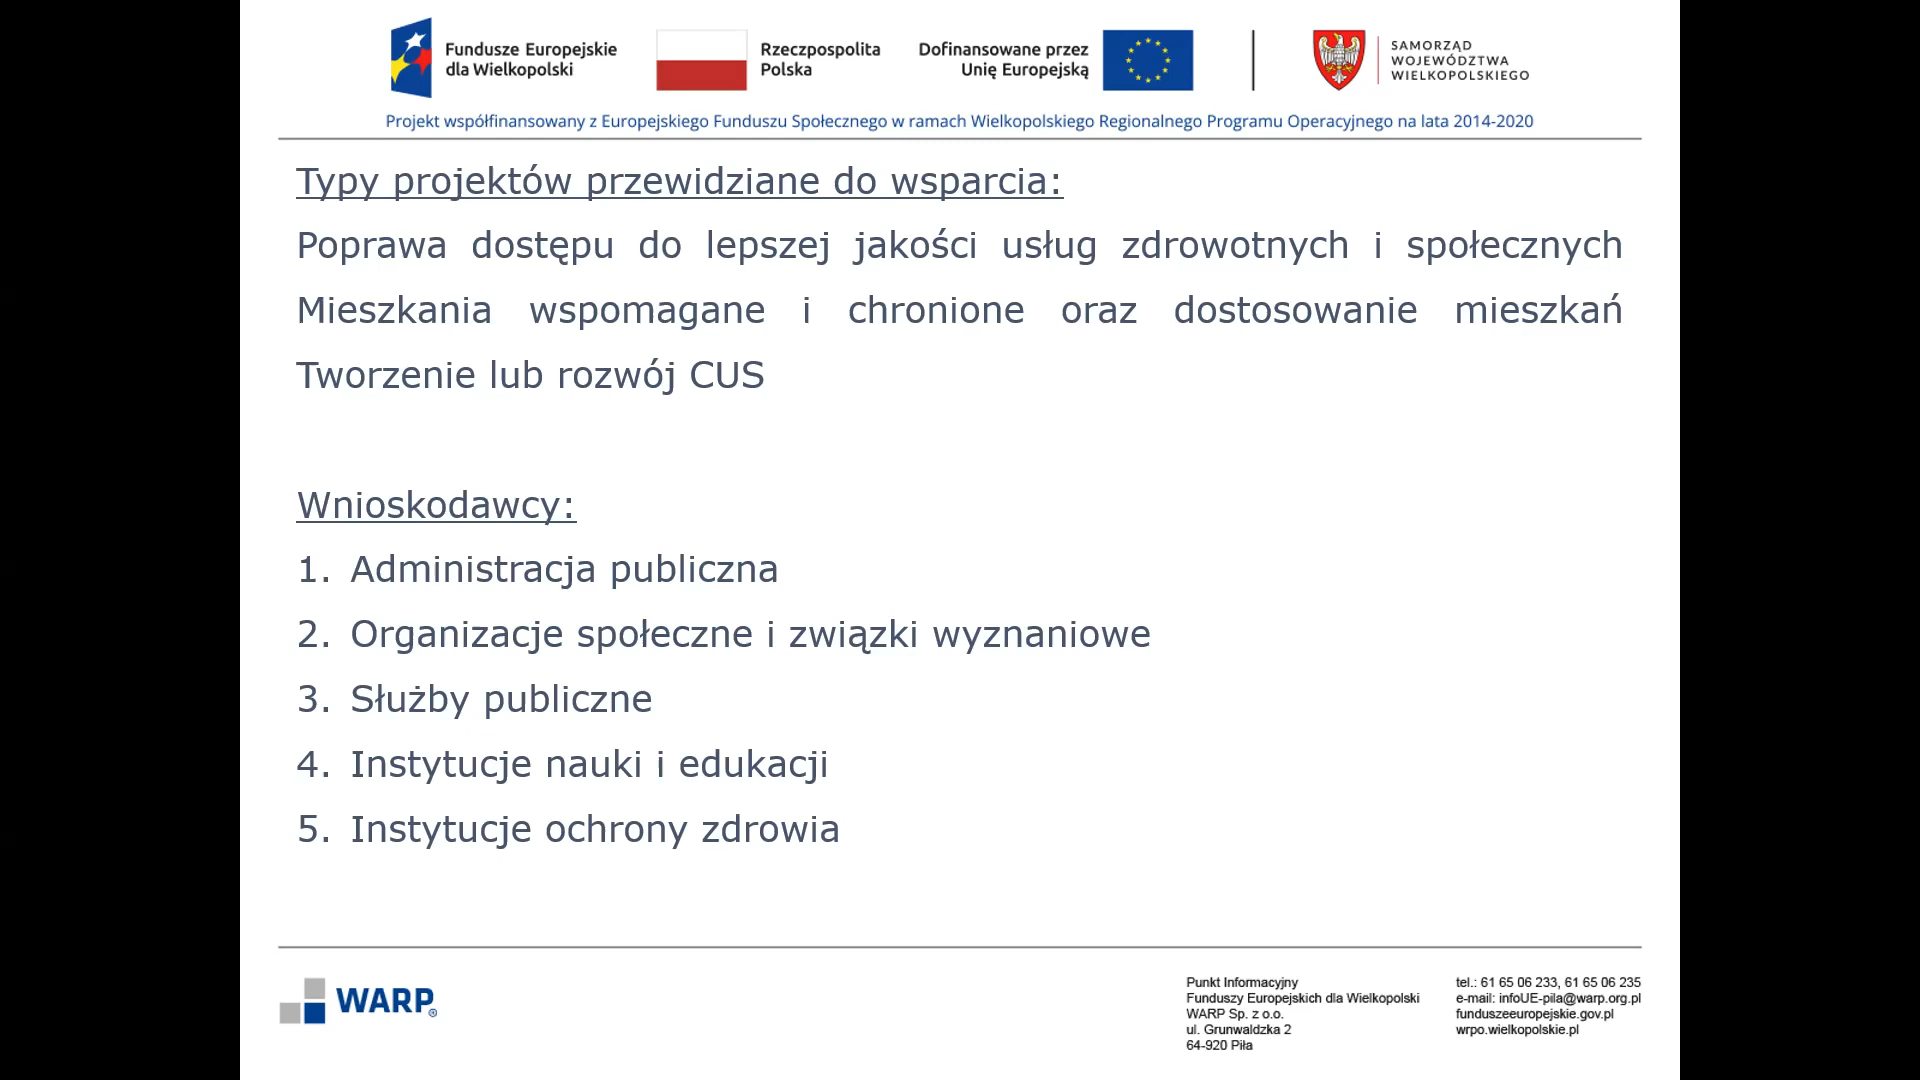 Fundusze Europejskie
dla Wielkopolski
Rzeczpospolita
Polska
Dofinansowane przez
Unię Europejską
SAMORZĄD
WOJEWÓDZTWA
WIELKOPOLSKIEGO
Projekt współfinansowany z Europejskiego Funduszu Społecznego w ramach Wielkopolskiego Regionalnego Programu Operacyjnego na lata 2014-2020
Typy projektów przewidziane do wsparcia:
Poprawa dostępu do lepszej jakości usług zdrowotnych i społecznych
Mieszkania wspomagane i chronione oraz dostosowanie mieszkań
Tworzenie lub rozwój CUS
Wnioskodawcy:
1. Administracja publiczna
2. Organizacje społeczne i związki wyznaniowe
3. Służby publiczne
4. Instytucje nauki i edukacji
5. Instytucje ochrony zdrowia
WARP®
Punkt Informacyjny
Funduszy Europejskich dla Wielkopolski
WARP Sp. z o.o.
ul. Grunwaldzka 2
64-920 Piła
tel.: 61 65 06 233, 61 65 06 235
e-mail: infoUE-pila@warp.org.pl
funduszeeuropejskie.gov.pl
wrpo.wielkopolskie.pl